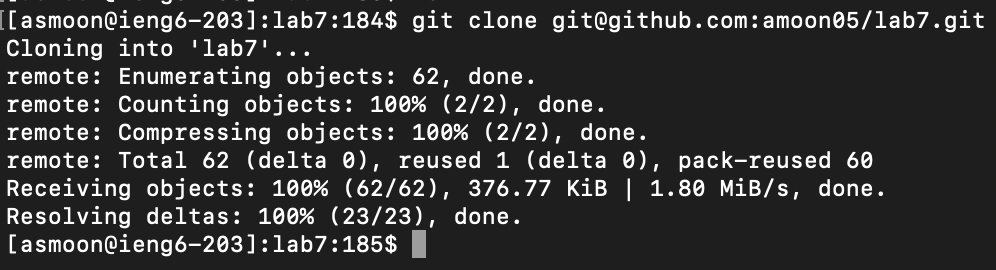 [[asmoon@ieng6-203]:lab7:184$ git clone git@github.com:amoon05/lab7.git
Cloning into 'lab7'...
remote: Enumerating objects: 62, done.
remote: Counting objects: 100% (2/2), done.
remote: Compressing objects: 100% (2/2), done.
remote: Total 62 (delta 0), reused 1 (delta 0), pack-reused 60
Receiving objects: 100% (62/62), 376.77 KiB | 1.80 MiB/s, done.
Resolving deltas: 100% (23/23), done.
[asmoon@ieng6-203]:lab7:185$